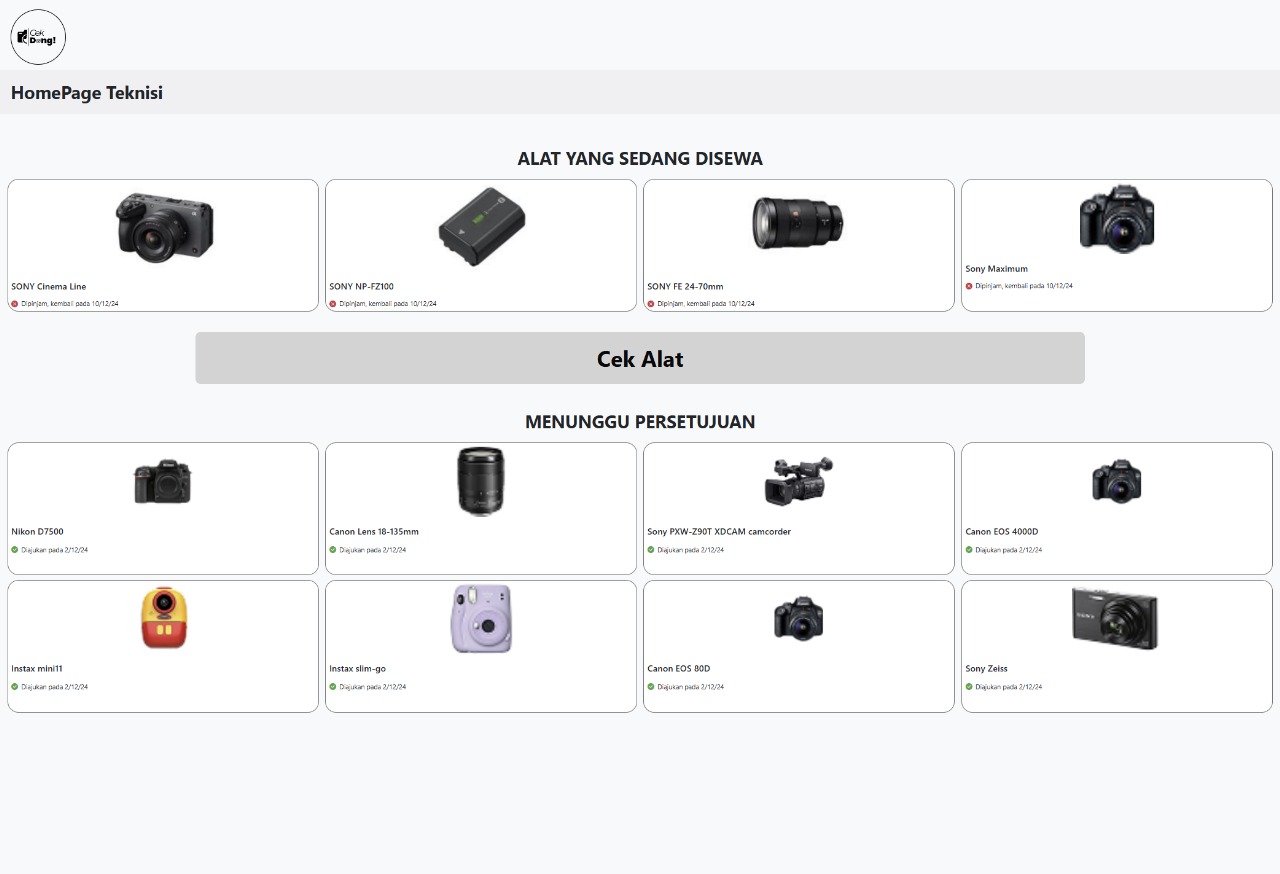 Cek
Dong!
HomePage Teknisi
ALAT YANG SEDANG DISEWA
SONY Cinema Line
Dipinjam, kembali pada 10/12/24
SONY NP-FZ100
Dipinjam, kembali pada 10/12/24
SONY FE 24-70mm
Dipinjam, kembali pada 10/12/24
Sony Maximum
Dipinjam, kembali pada 10/12/24
Cek Alat
MENUNGGU PERSETUJUAN
Nikon D7500
Diajukan pada 2/12/24
Canon Lens 18-135mm
Diajukan pada 2/12/24
Sony PXW-Z90T XDCAM camcorder
Diajukan pada 2/12/24
Canon EOS 4000D
Diajukan pada 2/12/24
Instax mini11
Diajukan pada 2/12/24
Instax slim-go
Diajukan pada 2/12/24
Canon EOS 80D
Diajukan pada 2/12/24
Sony Zeiss
Diajukan pada 2/12/24